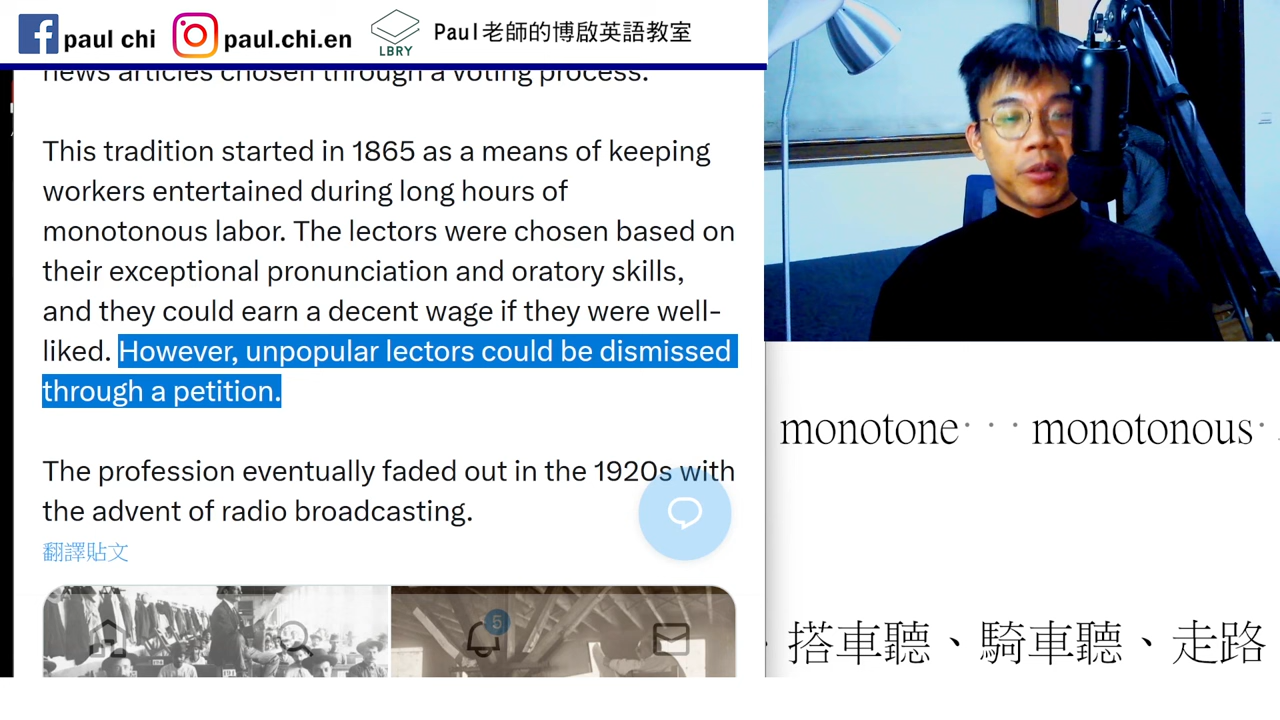 paul chi
paul.chi.en
LBRY
Paul老師的博啟英語教室
news articles chosen through a voting process.
This tradition started in 1865 as a means of keeping
workers entertained during long hours of
monotonous labor. The lectors were chosen based on
their exceptional pronunciation and oratory skills,
and they could earn a decent wage if they were well-
liked. However, unpopular lectors could be dismissed
through a petition.
The profession eventually faded out in the 1920s with
the advent of radio broadcasting.
翻譯貼文
5
monotone··· monotonous·
、搭車聽、騎車聽、走路